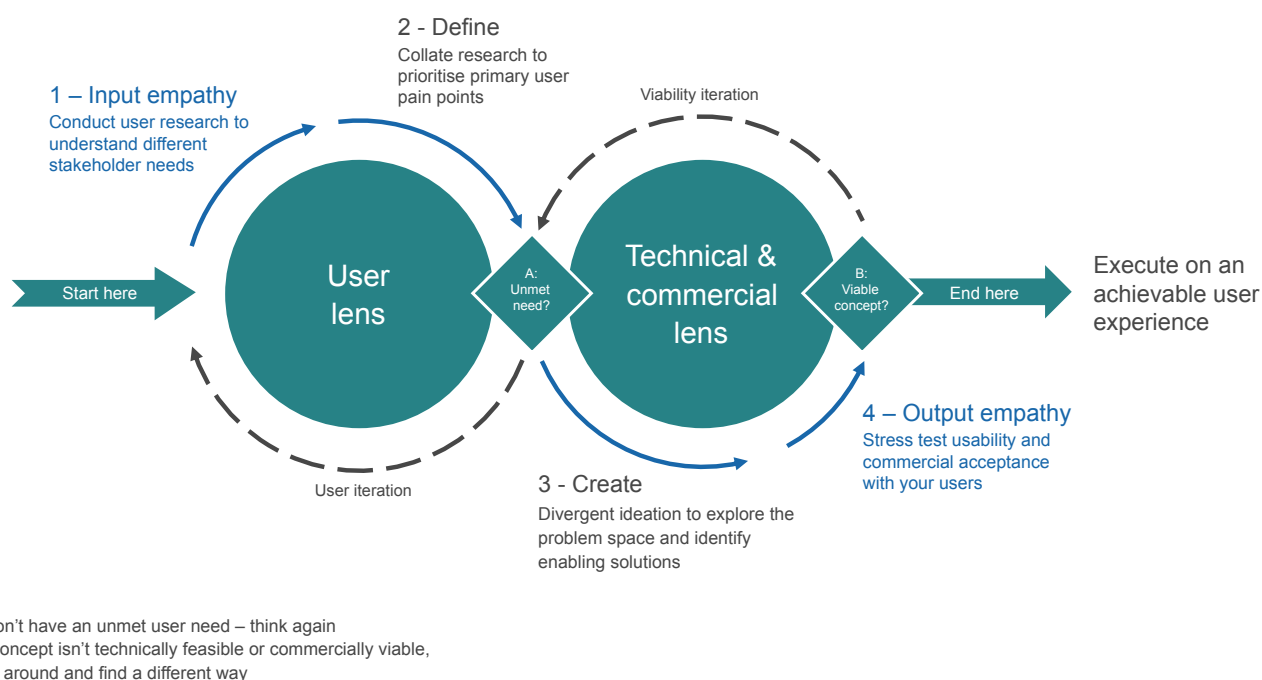 2 - Define
Collate research to
prioritise primary user
pain points
1 – Input empathy
Conduct user research to
understand different
stakeholder needs
Viability iteration
User
lens
A:
Unmet
need?
Technical &
commercial
lens
B:
Viable
concept?
Start here
End here
Execute on an
achievable user
experience
User iteration
3 - Create
Divergent ideation to explore the
problem space and identify
enabling solutions
4 – Output empathy
Stress test usability and
commercial acceptance
with your users
have an unmet user need – think again
isn’t technically feasible or commercially viable,
around and find a different way